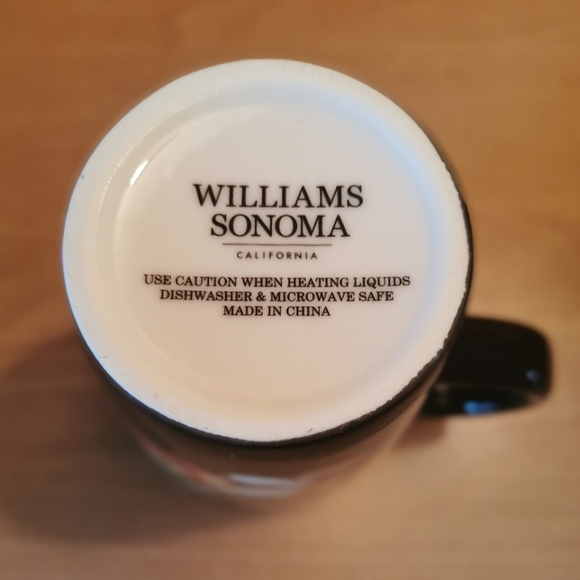 WILLIAMS
SONOMA
CALIFORNIA
USE CAUTION WHEN HEATING LIQUIDS
DISHWASHER & MICROWAVE SAFE
MADE IN CHINA